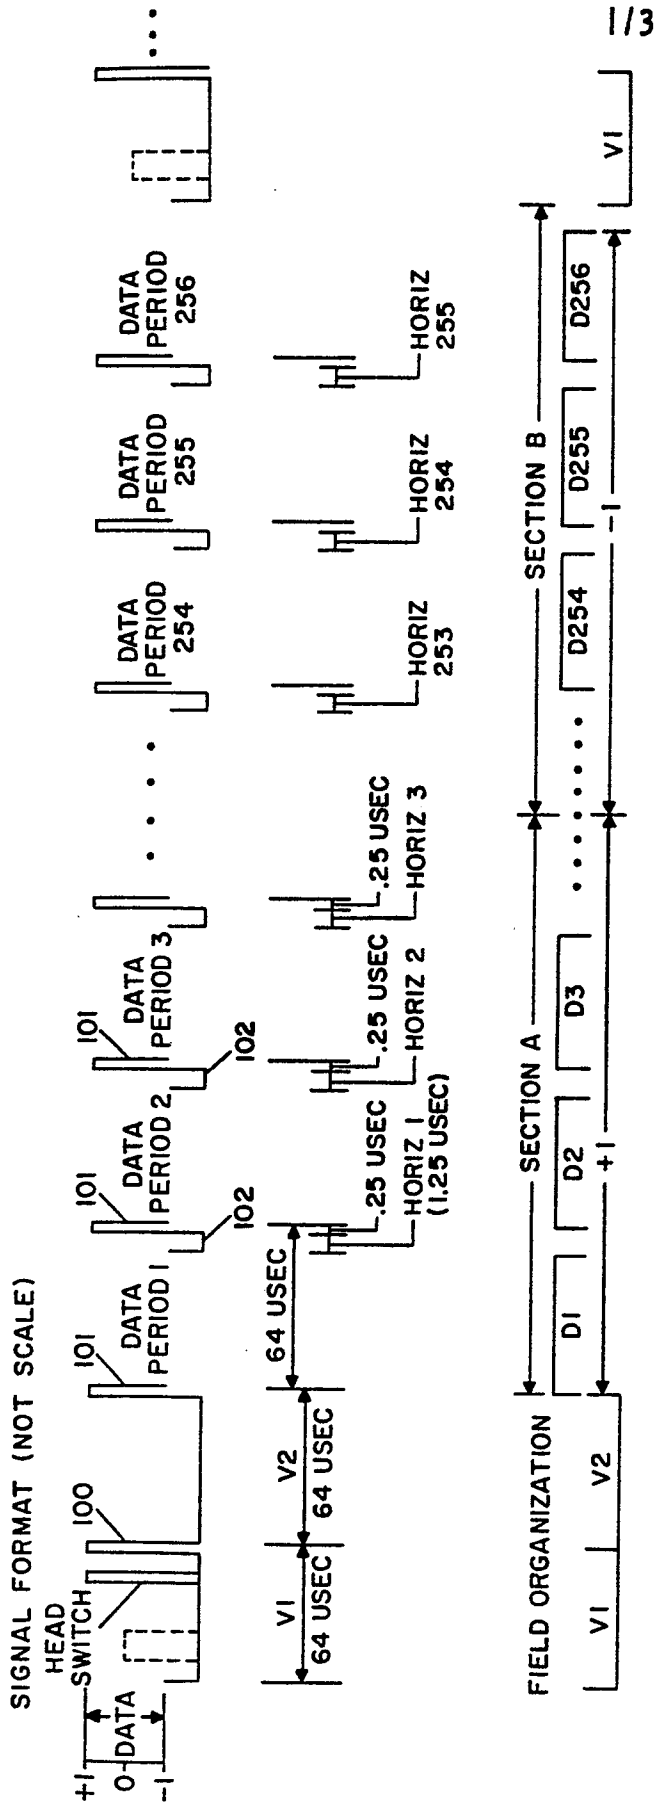 1/3
SIGNAL FORMAT (NOT SCALE)
HEAD
SWITCH
100
101
101
101
+1
0-DATA
-1
DATA
PERIOD 1
DATA
PERIOD 2
DATA
PERIOD 3
DATA
PERIOD
254
DATA
PERIOD
255
DATA
PERIOD
256
102
102
V1
64 USEC
V2
64 USEC
64 USEC
.25 USEC
HORIZ 1
(1.25 USEC)
.25 USEC
HORIZ 2
.25 USEC
HORIZ 3
HORIZ
253
HORIZ
254
HORIZ
255
FIELD ORGANIZATION
SECTION A
SECTION B
V1
V2
D1
D2
D3
D254
D255
D256
V1
+1
-1